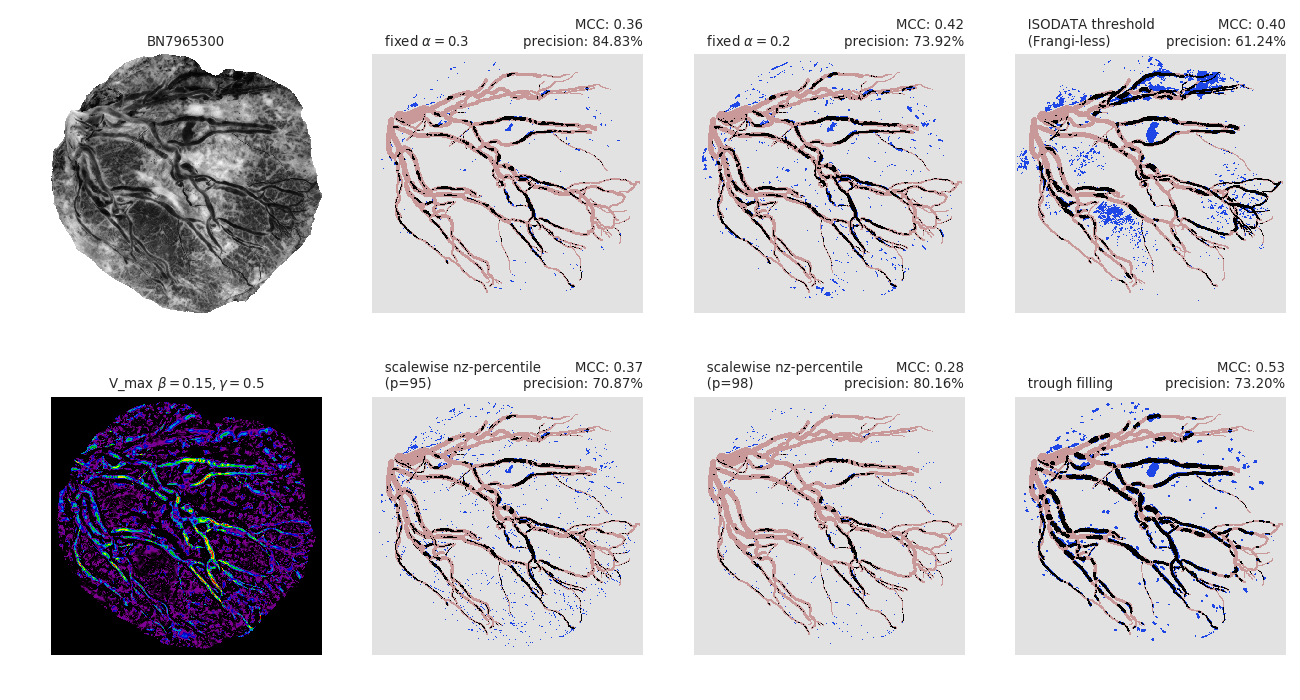 BN7965300
MCC: 0.36
fixed α = 0.3 precision: 84.83%
MCC: 0.42
fixed α = 0.2 precision: 73.92%
ISODATA threshold MCC: 0.40
(Frangi-less) precision: 61.24%
V_max β = 0.15, γ = 0.5
scalewise nz-percentile MCC: 0.37
(p=95) precision: 70.87%
scalewise nz-percentile MCC: 0.28
(p=98) precision: 80.16%
MCC: 0.53
trough filling precision: 73.20%